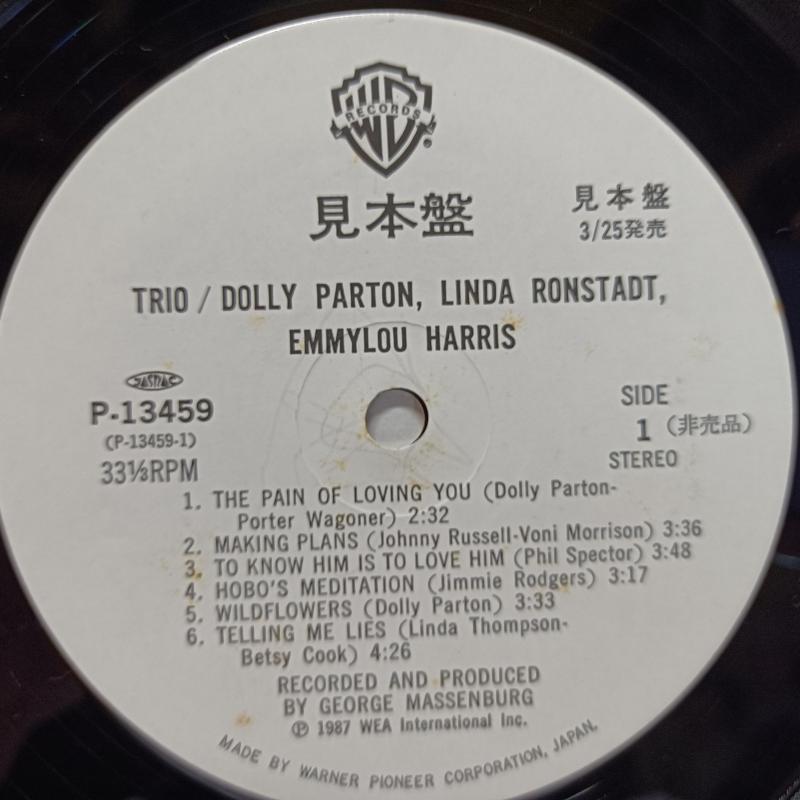 WB
RECORDS
®
見本盤
見本盤
3/25発売
TRIO / DOLLY PARTON, LINDA RONSTADT,
EMMYLOU HARRIS
JASRAC
P-13459
(P-13459-1)
33⅓RPM
SIDE
1 (非売品)
STEREO
1. THE PAIN OF LOVING YOU (Dolly Parton-
Porter Wagoner) 2:32
2. MAKING PLANS (Johnny Russell-Voni Morrison) 3:36
3. TO KNOW HIM IS TO LOVE HIM (Phil Spector) 3:48
4. HOBO'S MEDITATION (Jimmie Rodgers) 3:17
5. WILDFLOWERS (Dolly Parton) 3:33
6. TELLING ME LIES (Linda Thompson-
Betsy Cook) 4:26
RECORDED AND PRODUCED
BY GEORGE MASSENBURG
℗ 1987 WEA International Inc.
MADE BY WARNER PIONEER CORPORATION, JAPAN.